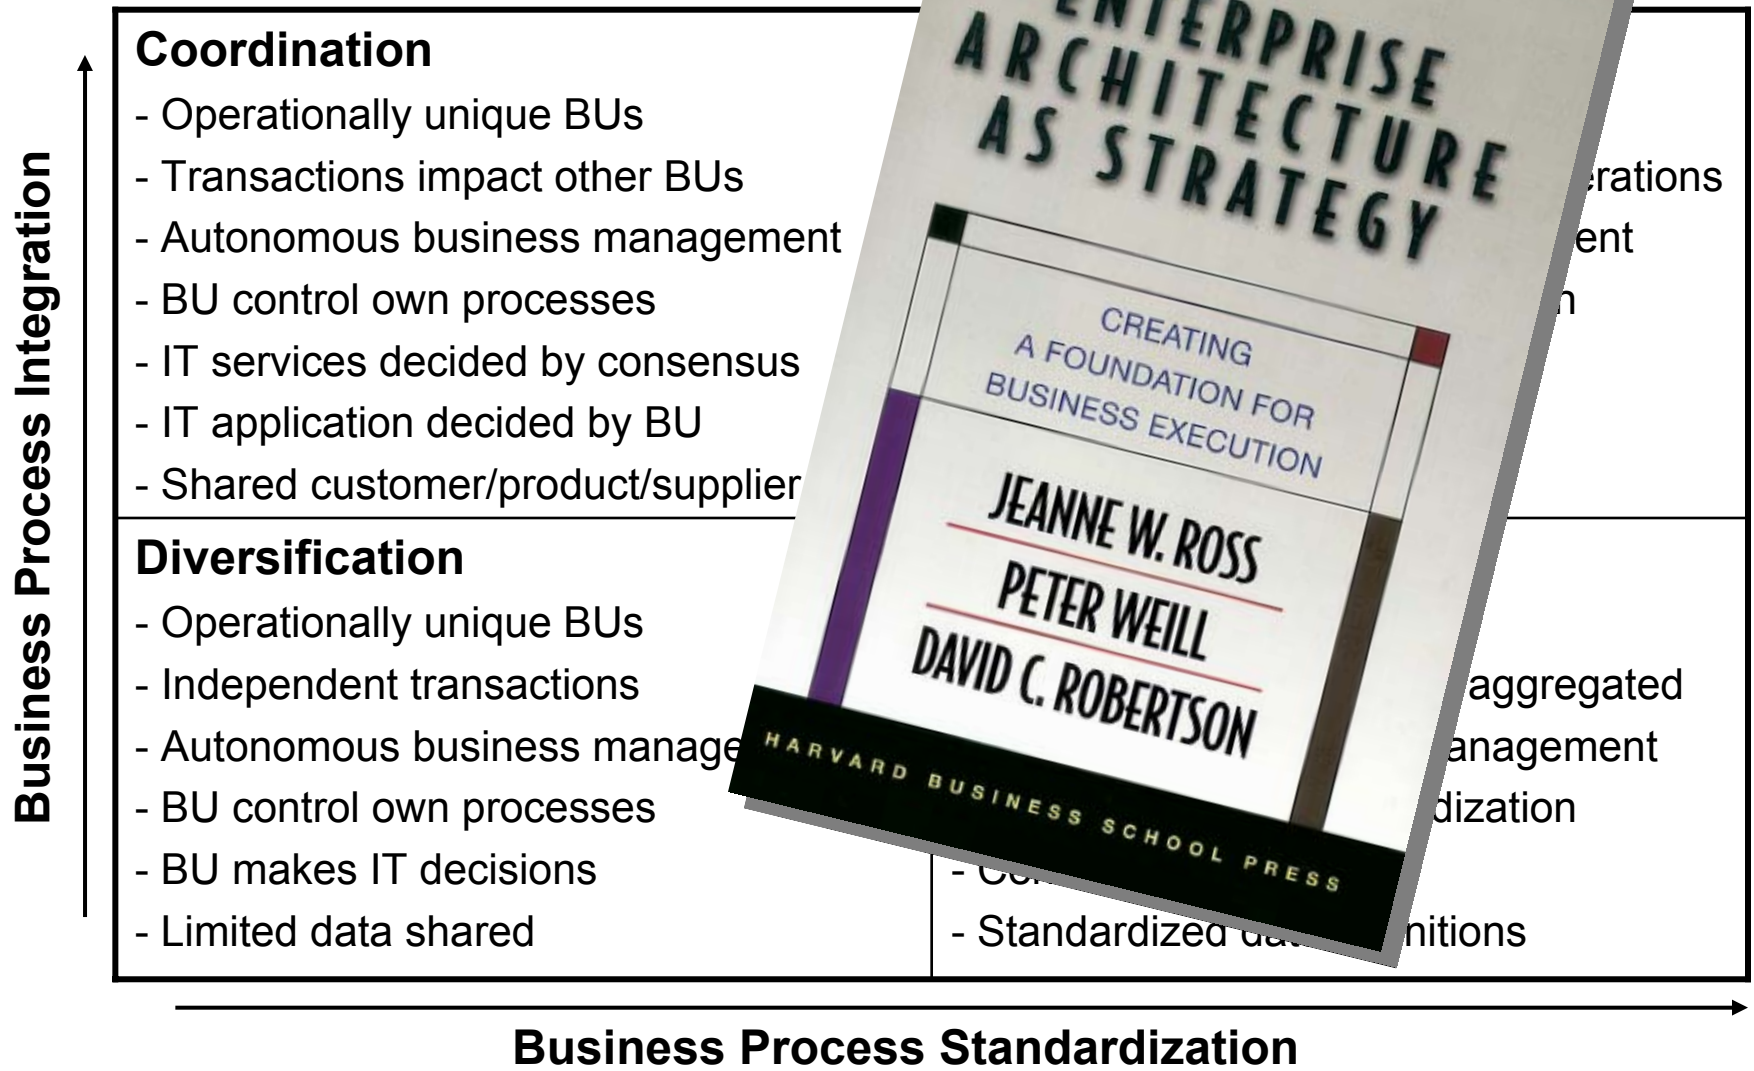 Business Process Integration
Coordination
- Operationally unique BUs
- Transactions impact other BUs
- Autonomous business management
- BU control own processes
- IT services decided by consensus
- IT application decided by BU
- Shared customer/product/supplier
Diversification
- Operationally unique BUs
- Independent transactions
- Autonomous business manage
- BU control own processes
- BU makes IT decisions
- Limited data shared
ENTERPRISE
ARCHITECTURE
AS STRATEGY
CREATING
A FOUNDATION FOR
BUSINESS EXECUTION
JEANNE W. ROSS
PETER WEILL
DAVID C. ROBERTSON
HARVARD BUSINESS SCHOOL PRESS
erations
ent
n
aggregated
anagement
dization
- Standardized nitions
Business Process Standardization